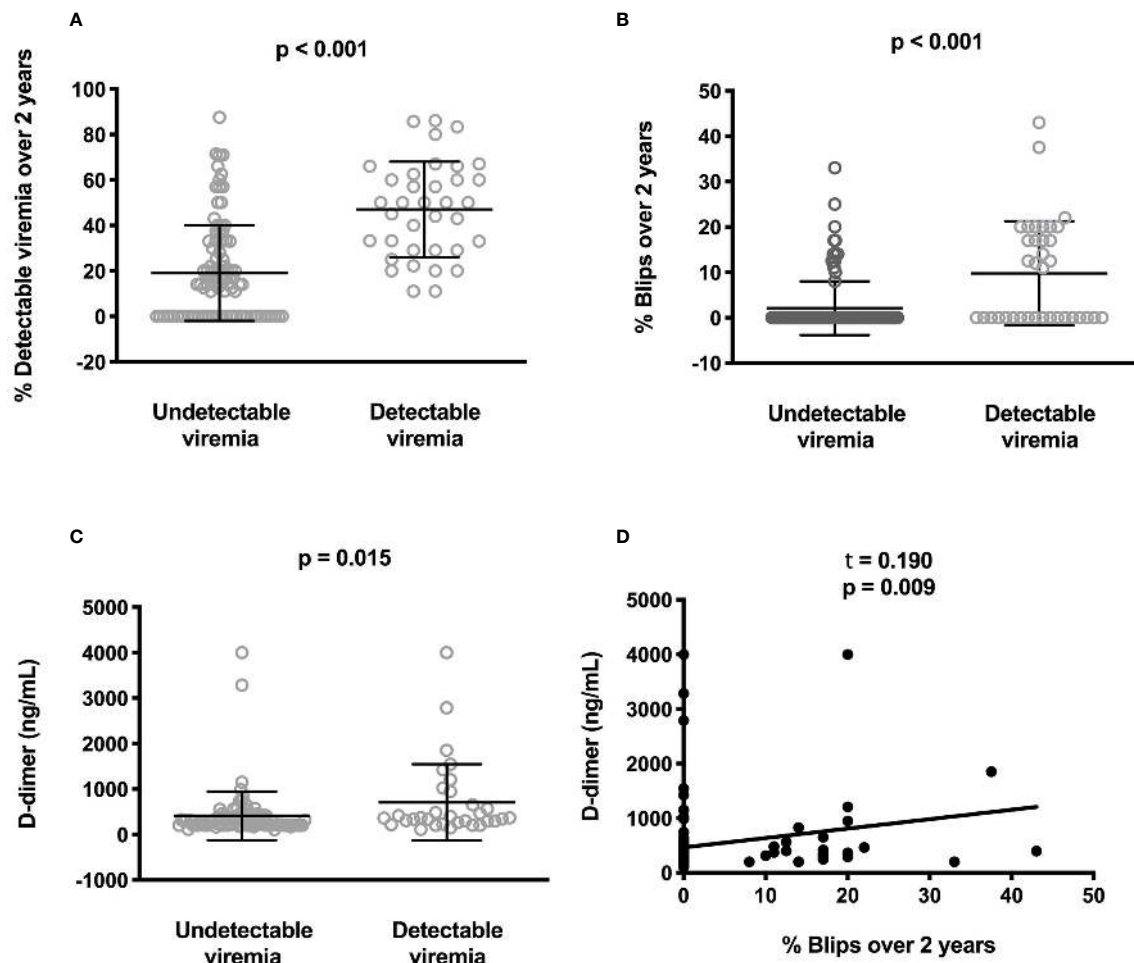 A
p < 0.001
% Detectable viremia over 2 years
100
80
60
40
20
0
-20
Undetectable
viremia
Detectable
viremia
B
p < 0.001
% Blips over 2 years
50
40
30
20
10
0
-10
Undetectable
viremia
Detectable
viremia
C
p = 0.015
D-dimer (ng/mL)
5000
4000
3000
2000
1000
0
-1000
Undetectable
viremia
Detectable
viremia
D
t = 0.190
p = 0.009
D-dimer (ng/mL)
5000
4000
3000
2000
1000
0
0 10 20 30 40 50
% Blips over 2 years